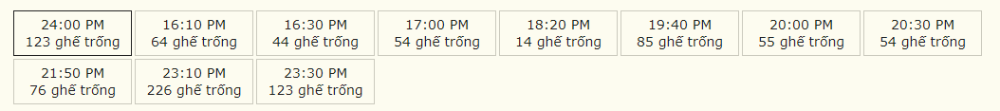 24:00 PM
123 ghế trống
16:10 PM
64 ghế trống
16:30 PM
44 ghế trống
17:00 PM
54 ghế trống
18:20 PM
14 ghế trống
19:40 PM
85 ghế trống
20:00 PM
55 ghế trống
20:30 PM
54 ghế trống
21:50 PM
76 ghế trống
23:10 PM
226 ghế trống
23:30 PM
123 ghế trống